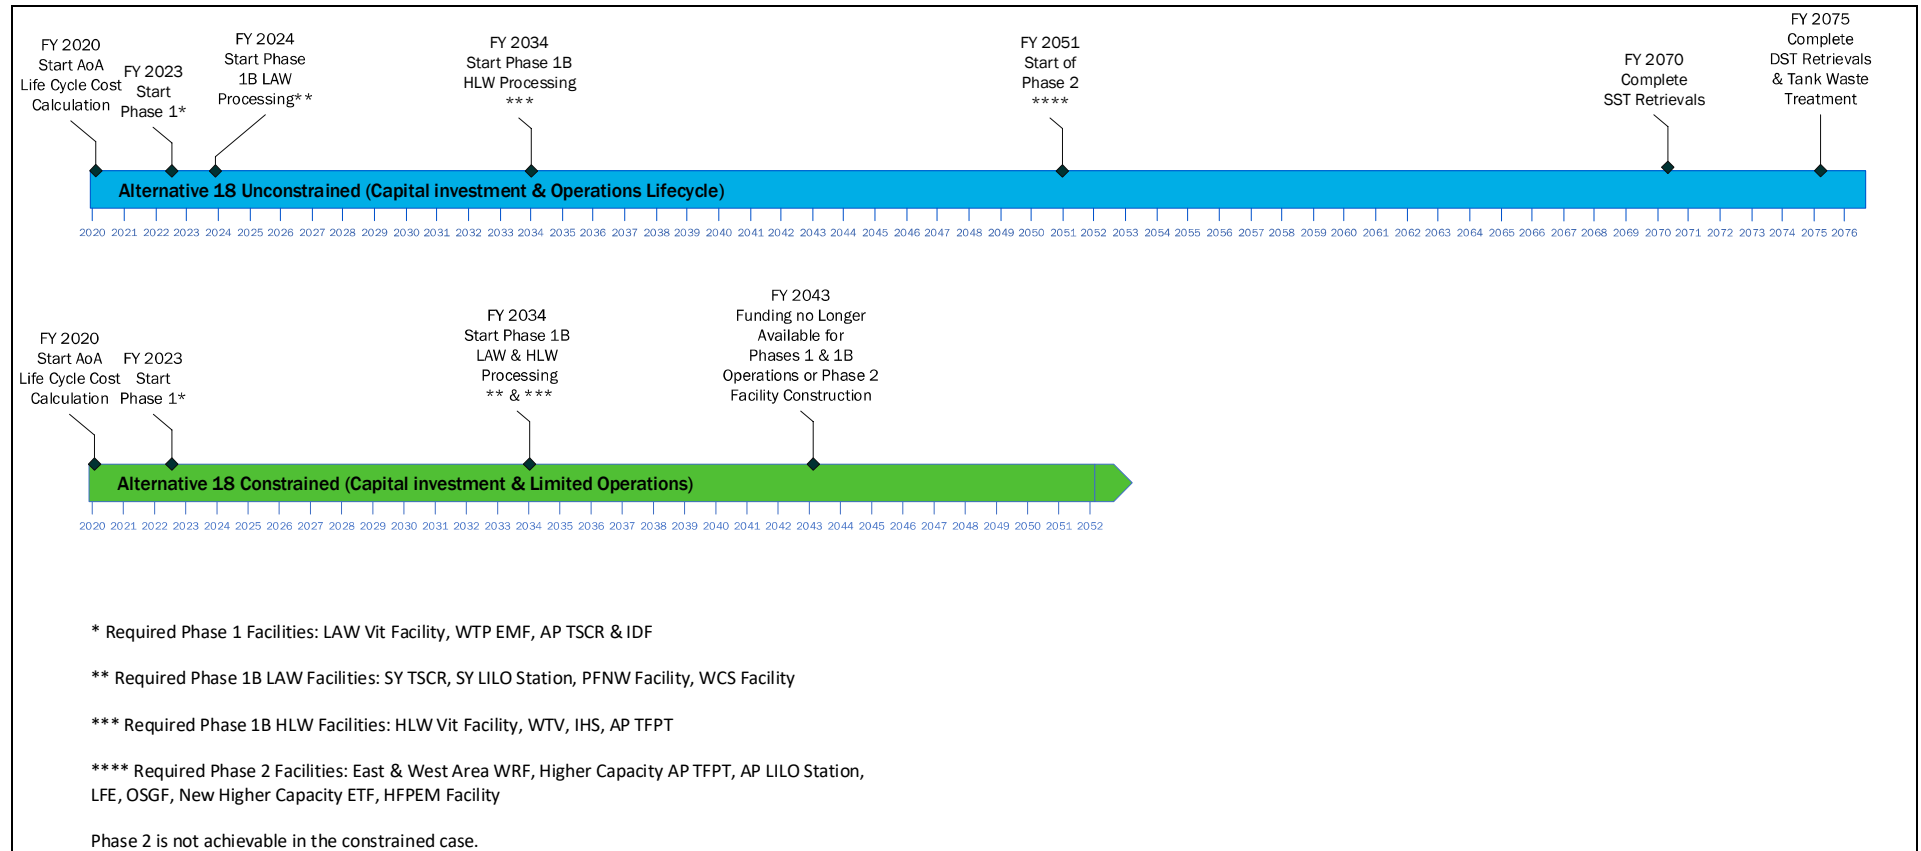 FY 2020
Start AoA
Life Cycle Cost
Calculation
FY 2023
Start
Phase 1*
FY 2024
Start Phase
1B LAW
Processing**
FY 2034
Start Phase 1B
HLW Processing
***
FY 2051
Start of
Phase 2
****
FY 2070
Complete
SST Retrievals
FY 2075
Complete
DST Retrievals
& Tank Waste
Treatment
Alternative 18 Unconstrained (Capital investment & Operations Lifecycle)
2020 2021 2022 2023 2024 2025 2026 2027 2028 2029 2030 2031 2032 2033 2034 2035 2036 2037 2038 2039 2040 2041 2042 2043 2044 2045 2046 2047 2048 2049 2050 2051 2052 2053 2054 2055 2056 2057 2058 2059 2060 2061 2062 2063 2064 2065 2066 2067 2068 2069 2070 2071 2072 2073 2074 2075 2076
FY 2020
Start AoA
Life Cycle Cost
Calculation
FY 2023
Start
Phase 1*
FY 2034
Start Phase 1B
LAW & HLW
Processing
** & ***
FY 2043
Funding no Longer
Available for
Phases 1 & 1B
Operations or Phase 2
Facility Construction
Alternative 18 Constrained (Capital investment & Limited Operations)
2020 2021 2022 2023 2024 2025 2026 2027 2028 2029 2030 2031 2032 2033 2034 2035 2036 2037 2038 2039 2040 2041 2042 2043 2044 2045 2046 2047 2048 2049 2050 2051 2052
* Required Phase 1 Facilities: LAW Vit Facility, WTP EMF, AP TSCR & IDF
** Required Phase 1B LAW Facilities: SY TSCR, SY LILO Station, PFNW Facility, WCS Facility
*** Required Phase 1B HLW Facilities: HLW Vit Facility, WTV, IHS, AP TFPT
**** Required Phase 2 Facilities: East & West Area WRF, Higher Capacity AP TFPT, AP LILO Station,
LFE, OSGF, New Higher Capacity ETF, HFPEM Facility
Phase 2 is not achievable in the constrained case.